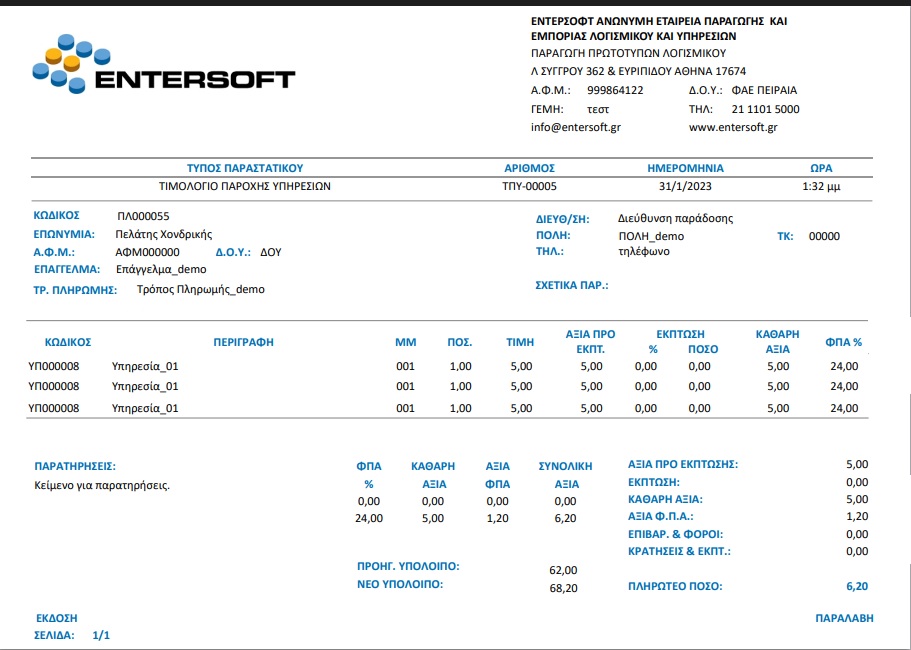 ENTERSOFT
ΕΝΤΕΡΣΟΦΤ ΑΝΩΝΥΜΗ ΕΤΑΙΡΕΙΑ ΠΑΡΑΓΩΓΗΣ ΚΑΙ
ΕΜΠΟΡΙΑΣ ΛΟΓΙΣΜΙΚΟΥ ΚΑΙ ΥΠΗΡΕΣΙΩΝ
ΠΑΡΑΓΩΓΗ ΠΡΩΤΟΤΥΠΩΝ ΛΟΓΙΣΜΙΚΟΥ
Λ ΣΥΓΓΡΟΥ 362 & ΕΥΡΙΠΙΔΟΥ ΑΘΗΝΑ 17674
Α.Φ.Μ.: 999864122 Δ.Ο.Υ.: ΦΑΕ ΠΕΙΡΑΙΑ
ΓΕΜΗ: τεστ ΤΗΛ: 21 1101 5000
info@entersoft.gr www.entersoft.gr
ΤΥΠΟΣ ΠΑΡΑΣΤΑΤΙΚΟΥ ΑΡΙΘΜΟΣ ΗΜΕΡΟΜΗΝΙΑ ΩΡΑ
ΤΙΜΟΛΟΓΙΟ ΠΑΡΟΧΗΣ ΥΠΗΡΕΣΙΩΝ ΤΠΥ-00005 31/1/2023 1:32 μμ
ΚΩΔΙΚΟΣ ΠΛ000055
ΕΠΩΝΥΜΙΑ: Πελάτης Χονδρικής
Α.Φ.Μ.: ΑΦΜ000000 Δ.Ο.Υ.: ΔΟΥ
ΕΠΑΓΓΕΛΜΑ: Επάγγελμα_demo
ΤΡ. ΠΛΗΡΩΜΗΣ: Τρόπος Πληρωμής_demo
ΔΙΕΥΘ/ΣΗ: Διεύθυνση παράδοσης
ΠΟΛΗ: ΠΟΛΗ_demo ΤΚ: 00000
ΤΗΛ.: τηλέφωνο
ΣΧΕΤΙΚΑ ΠΑΡ.:
ΚΩΔΙΚΟΣ ΠΕΡΙΓΡΑΦΗ ΜΜ ΠΟΣ. ΤΙΜΗ ΑΞΙΑ ΠΡΟ ΕΚΠΤΩΣΗ ΚΑΘΑΡΗ ΦΠΑ %
ΕΚΠΤ. % ΠΟΣΟ ΑΞΙΑ
ΥΠ000008 Υπηρεσία_01 001 1,00 5,00 5,00 0,00 0,00 5,00 24,00
ΥΠ000008 Υπηρεσία_01 001 1,00 5,00 5,00 0,00 0,00 5,00 24,00
ΥΠ000008 Υπηρεσία_01 001 1,00 5,00 5,00 0,00 0,00 5,00 24,00
ΠΑΡΑΤΗΡΗΣΕΙΣ:
Κείμενο για παρατηρήσεις.
ΦΠΑ ΚΑΘΑΡΗ ΑΞΙΑ ΣΥΝΟΛΙΚΗ
% ΑΞΙΑ ΦΠΑ ΑΞΙΑ
0,00 0,00 0,00 0,00
24,00 5,00 1,20 6,20
ΠΡΟΗΓ. ΥΠΟΛΟΙΠΟ: 62,00
ΝΕΟ ΥΠΟΛΟΙΠΟ: 68,20
ΑΞΙΑ ΠΡΟ ΕΚΠΤΩΣΗΣ: 5,00
ΕΚΠΤΩΣΗ: 0,00
ΚΑΘΑΡΗ ΑΞΙΑ: 5,00
ΑΞΙΑ Φ.Π.Α.: 1,20
ΕΠΙΒΑΡ. & ΦΟΡΟΙ: 0,00
ΚΡΑΤΗΣΕΙΣ & ΕΚΠΤ.: 0,00
ΠΛΗΡΩΤΕΟ ΠΟΣΟ: 6,20
ΕΚΔΟΣΗ ΠΑΡΑΛΑΒΗ
ΣΕΛΙΔΑ: 1/1